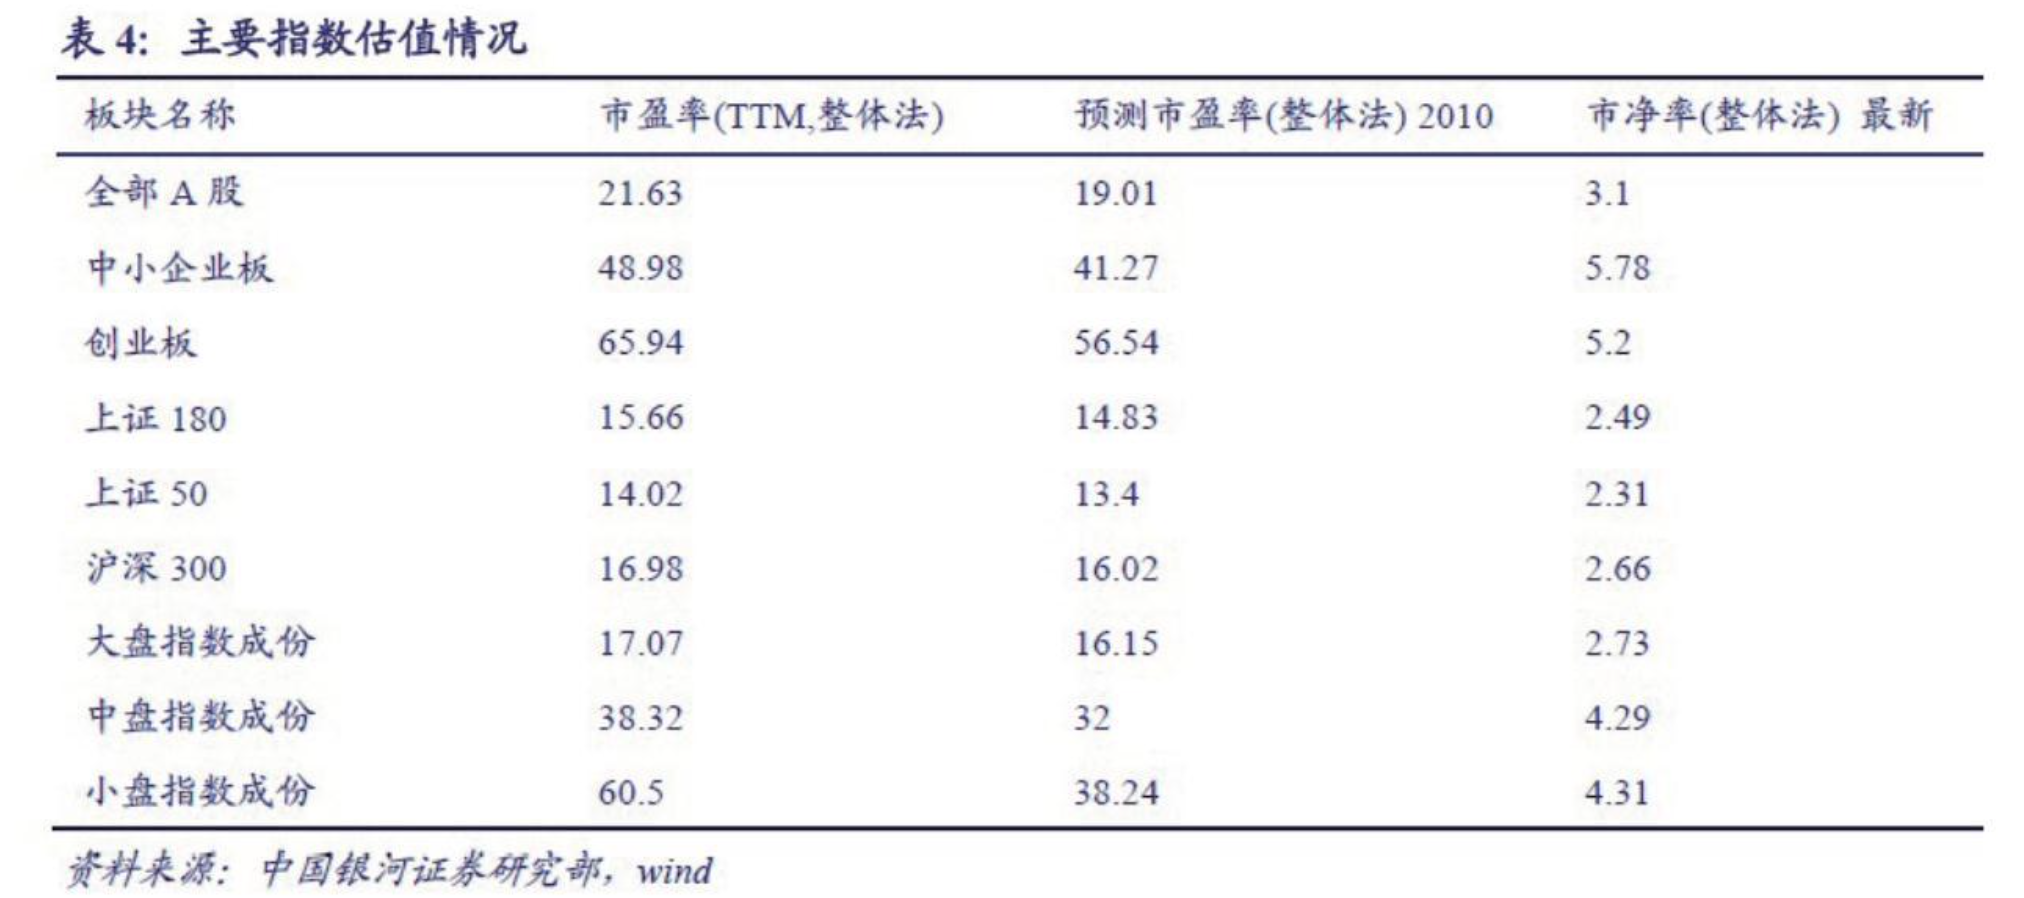 表 4: 主要指数估值情况
板块名称 市盈率(TTM,整体法) 预测市盈率(整体法) 2010 市净率(整体法) 最新
全部 A 股 21.63 19.01 3.1
中小企业板 48.98 41.27 5.78
创业板 65.94 56.54 5.2
上证 180 15.66 14.83 2.49
上证 50 14.02 13.4 2.31
沪深 300 16.98 16.02 2.66
大盘指数成份 17.07 16.15 2.73
中盘指数成份 38.32 32 4.29
小盘指数成份 60.5 38.24 4.31
资料来源：中国银河证券研究部，wind